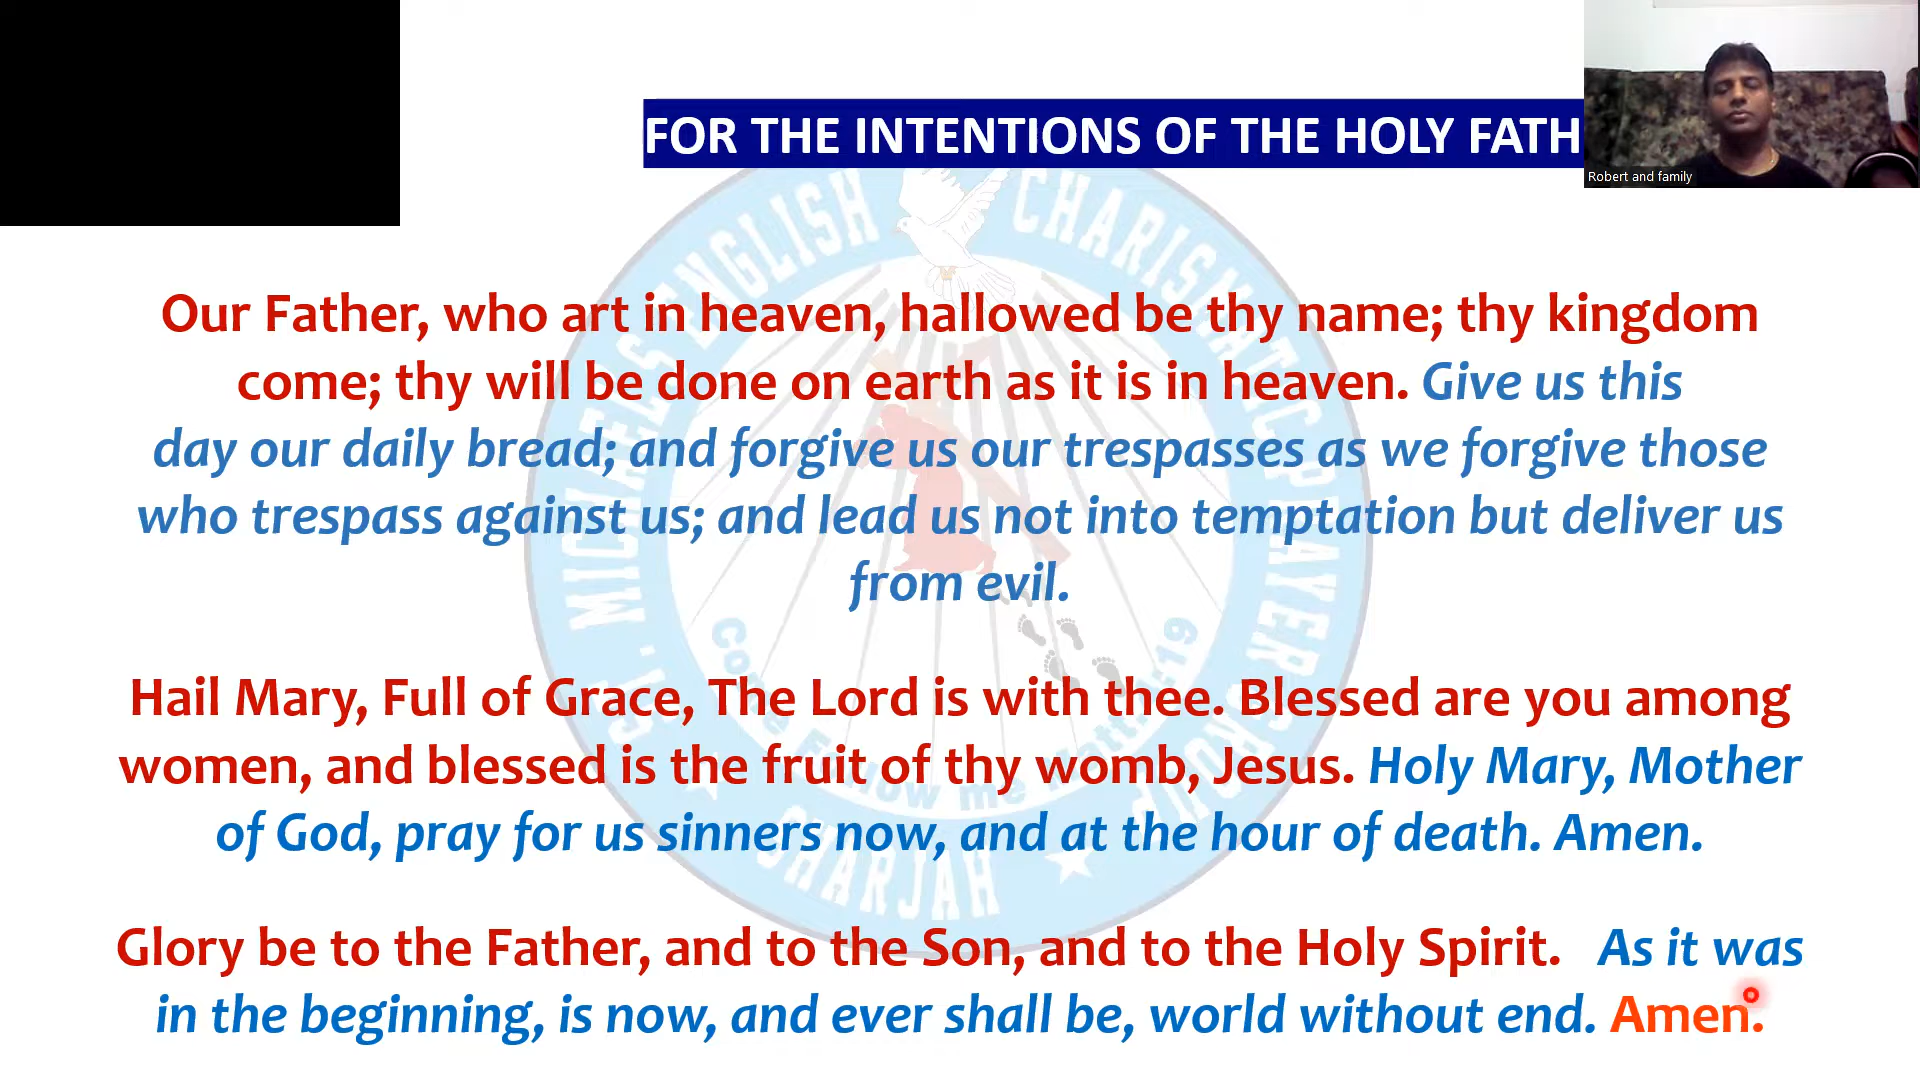 FOR THE INTENTIONS OF THE HOLY FATH
Robert and family
Our Father, who art in heaven, hallowed be thy name; thy kingdom
come; thy will be done on earth as it is in heaven. Give us this
day our daily bread; and forgive us our trespasses as we forgive those
who trespass against us; and lead us not into temptation but deliver us
from evil.
Hail Mary, Full of Grace, The Lord is with thee. Blessed are you among
women, and blessed is the fruit of thy womb, Jesus. Holy Mary, Mother
of God, pray for us sinners now, and at the hour of death. Amen.
Glory be to the Father, and to the Son, and to the Holy Spirit. As it was
in the beginning, is now, and ever shall be, world without end. Amen.
ST. MICHAEL'S ENGLISH CHARISMATIC PRAYER GROUP
SHARJAH